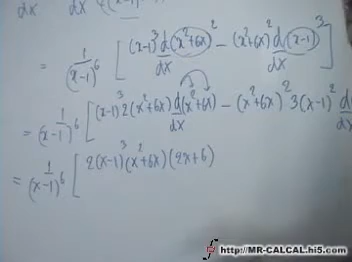 dx dx
= 1/(x-1)^6 [ (x-1)^3 d/dx (x^2+6x)^2 - (x^2+6x)^2 d/dx (x-1)^3 ]
= 1/(x-1)^6 [ (x-1)^3 2(x^2+6x) d/dx (x^2+6x) - (x^2+6x)^2 3(x-1)^2 d/dx
= 1/(x-1)^6 [ 2(x-1)^3 (x^2+6x) (2x+6)
http://MR-CALCAL.hi5.com